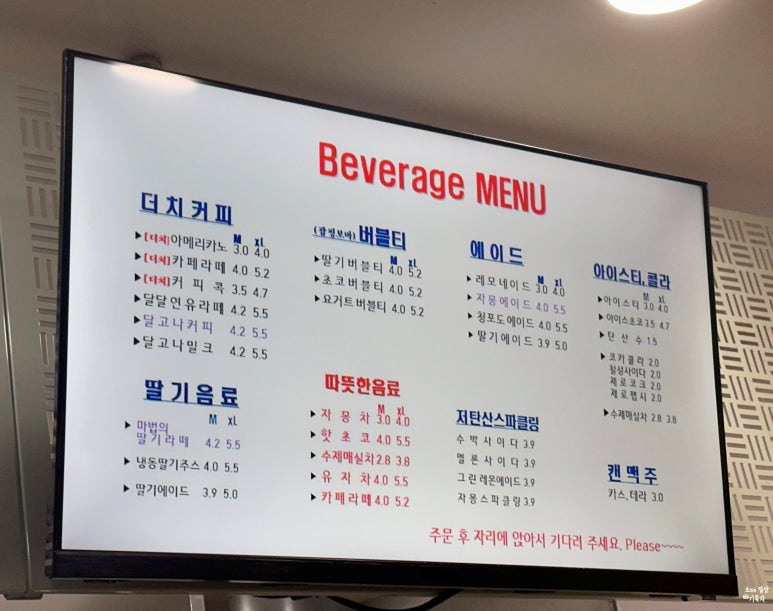 Beverage MENU
더치커피
M XL
▶[더치]아메리카노 3.0 4.0
▶[더치]카페라떼 4.0 5.2
▶[더치]커피콕 3.5 4.7
▶달달연유라떼 4.2 5.5
▶달고나커피 4.2 5.5
▶달고나밀크 4.2 5.5
버블티
▶딸기버블티 4.0 5.2
▶초코버블티 4.0 5.2
▶요거트버블티 4.0 5.2
에이드
M XL
▶레모네이드 3.0 4.0
▶자몽에이드 4.0 5.5
▶청포도에이드 4.0 5.5
▶딸기에이드 3.9 5.0
아이스티,콜라
M XL
▶아이스티 3.0 4.0
▶아이스초코 3.5 4.7
▶탄산수 1.5
▶코카콜라 2.0
칠성사이다 2.0
제로코크 2.0
제로펩시 2.0
▶수제매실차 2.8 3.8
딸기음료
M XL
▶마법의
딸기라떼 4.2 5.5
▶냉동딸기주스 4.0 5.5
▶딸기에이드 3.9 5.0
따뜻한음료
M XL
▶자몽차 3.0 4.0
▶핫초코 4.0 5.5
▶수제매실차 2.8 3.8
▶유자차 4.0 5.5
▶카페라떼 4.0 5.2
저탄산스파클링
수박사이다 3.9
멜론사이다 3.9
그린레몬에이드 3.9
자몽스파클링 3.9
캔맥주
카스,테라 3.0
주문 후 자리에 앉아서 기다려 주세요. Please~~~~